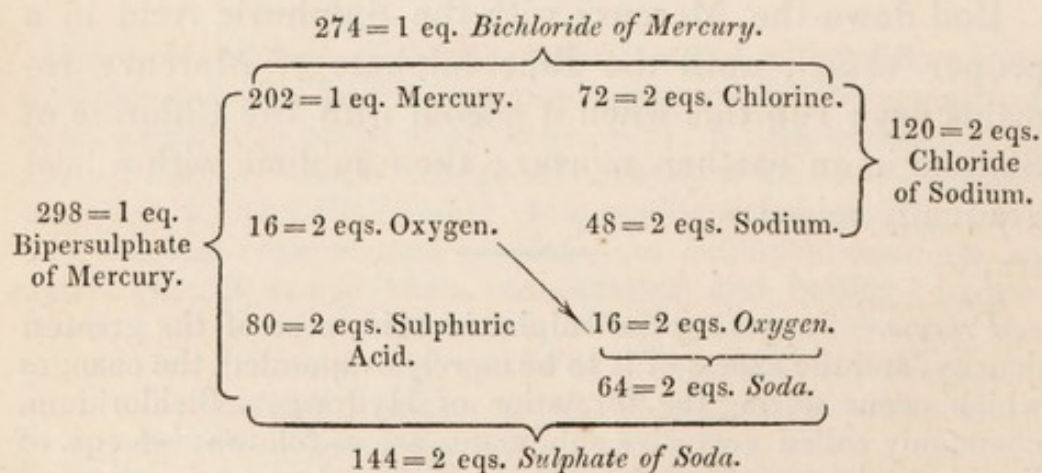 274 = 1 eq. Bichloride of Mercury.
202 = 1 eq. Mercury. 72 = 2 eqs. Chlorine.
120 = 2 eqs.
Chloride
of Sodium.
298 = 1 eq.
Bipersulphate
of Mercury.
16 = 2 eqs. Oxygen. 48 = 2 eqs. Sodium.
80 = 2 eqs. Sulphuric
Acid.
16 = 2 eqs. Oxygen.
64 = 2 eqs. Soda.
144 = 2 eqs. Sulphate of Soda.